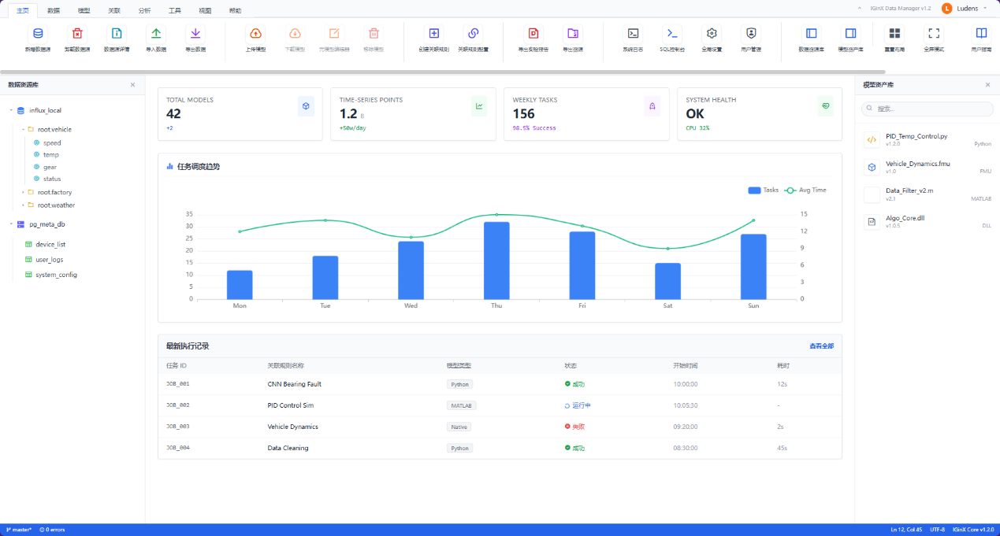 主页 数据 模型 关联 分析 工具 视图 帮助 IGinX Data Manager v1.2 L Ludens
新增数据源 卸载数据源 数据源详情 导入数据 导出数据 上传模型 下载模型 元模型编辑器 移除模型 创建关联规则 关联规则配置 导出实验报告 导出资源 系统日志 SQL控制台 全局设置 用户管理 数据资源库 模型资产库 重置布局 全屏模式 用户指南
数据资源库
influx_local
root.vehicle
speed
temp
gear
status
root.factory
root.weather
pg_meta_db
device_list
user_logs
system_config
TOTAL MODELS
42
+2
TIME-SERIES POINTS
1.2 B
+50w/day
WEEKLY TASKS
156
98.5% Success
SYSTEM HEALTH
OK
CPU 32%
任务调度趋势
Tasks Avg Time
35 15
30
25 12
20 9
15 6
10
5 3
0 0
Mon Tue Wed Thu Fri Sat Sun
最新执行记录 查看全部
任务 ID 关联规则名称 模型类型 状态 开始时间 耗时
JOB_001 CNN Bearing Fault Python 成功 10:00:00 12s
JOB_002 PID Control Sim MATLAB 运行中 10:05:30 -
JOB_003 Vehicle Dynamics Native 失败 09:20:00 2s
JOB_004 Data Cleaning Python 成功 08:30:00 45s
模型资产库
搜索...
PID_Temp_Control.py
v1.2.0 Python
Vehicle_Dynamics.fmu
v1.0 FMU
Data_Filter_v2.m
v2.1 MATLAB
Algo_Core.dll
v1.0.5 DLL
master* 0 errors Ln 12, Col 45 UTF-8 IGinX Core v1.2.0